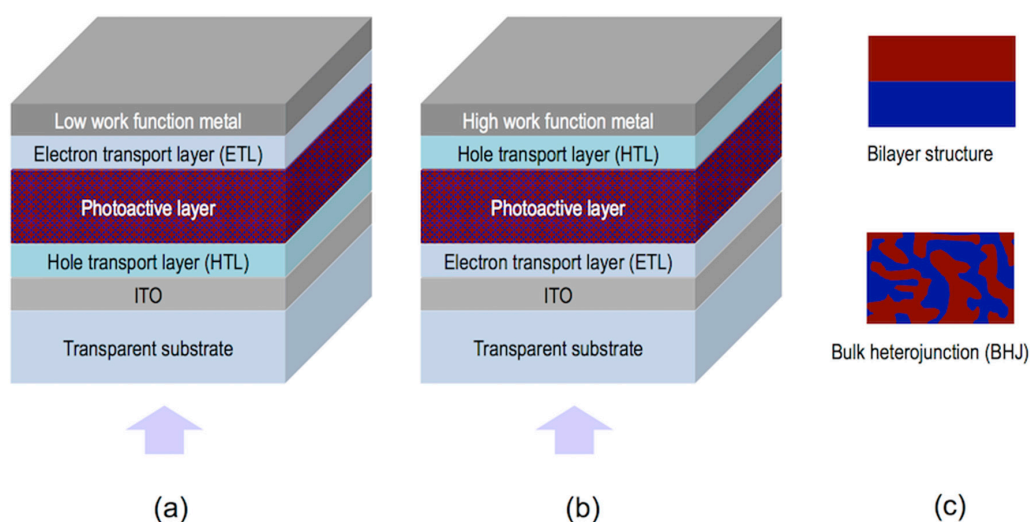 Low work function metal
Electron transport layer (ETL)
Photoactive layer
Hole transport layer (HTL)
ITO
Transparent substrate
(a)
High work function metal
Hole transport layer (HTL)
Photoactive layer
Electron transport layer (ETL)
ITO
Transparent substrate
(b)
Bilayer structure
Bulk heterojunction (BHJ)
(c)